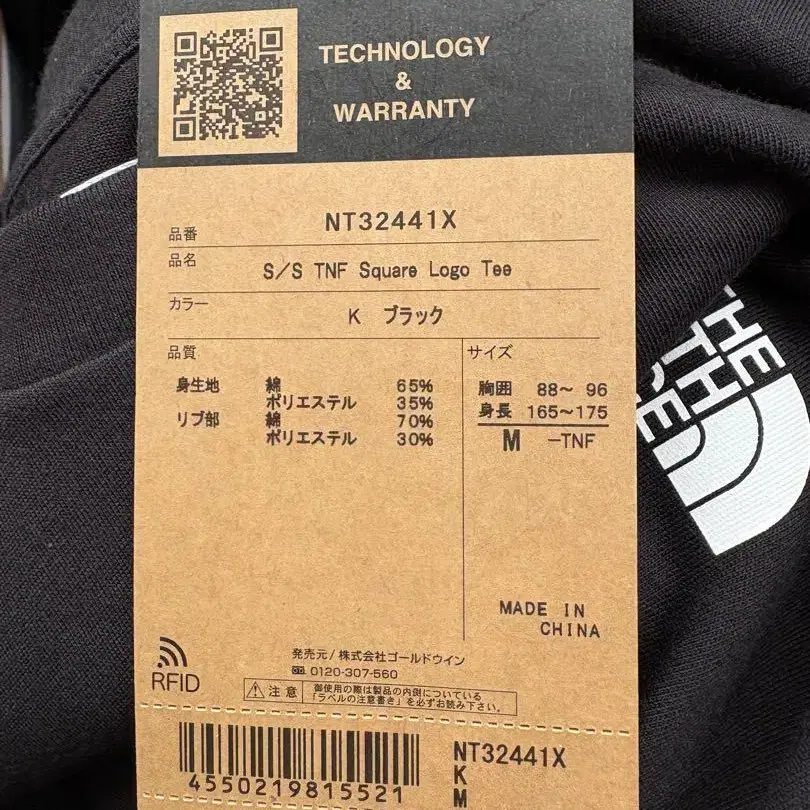 TECHNOLOGY
&
WARRANTY
品番 NT32441X
品名 S/S TNF Square Logo Tee
カラー K ブラック
品質
身生地 綿 65%
ポリエステル 35%
リブ部 綿 70%
ポリエステル 30%
サイズ
胸囲 88～ 96
身長 165～175
M -TNF
MADE IN
CHINA
RFID
発売元/株式会社ゴールドウイン
0120-307-560
注意 御使用の際は製品の内側についている
「ラベルの注意書き」を必ずお読み下さい。
4550219815521
NT32441X
K
M
THE